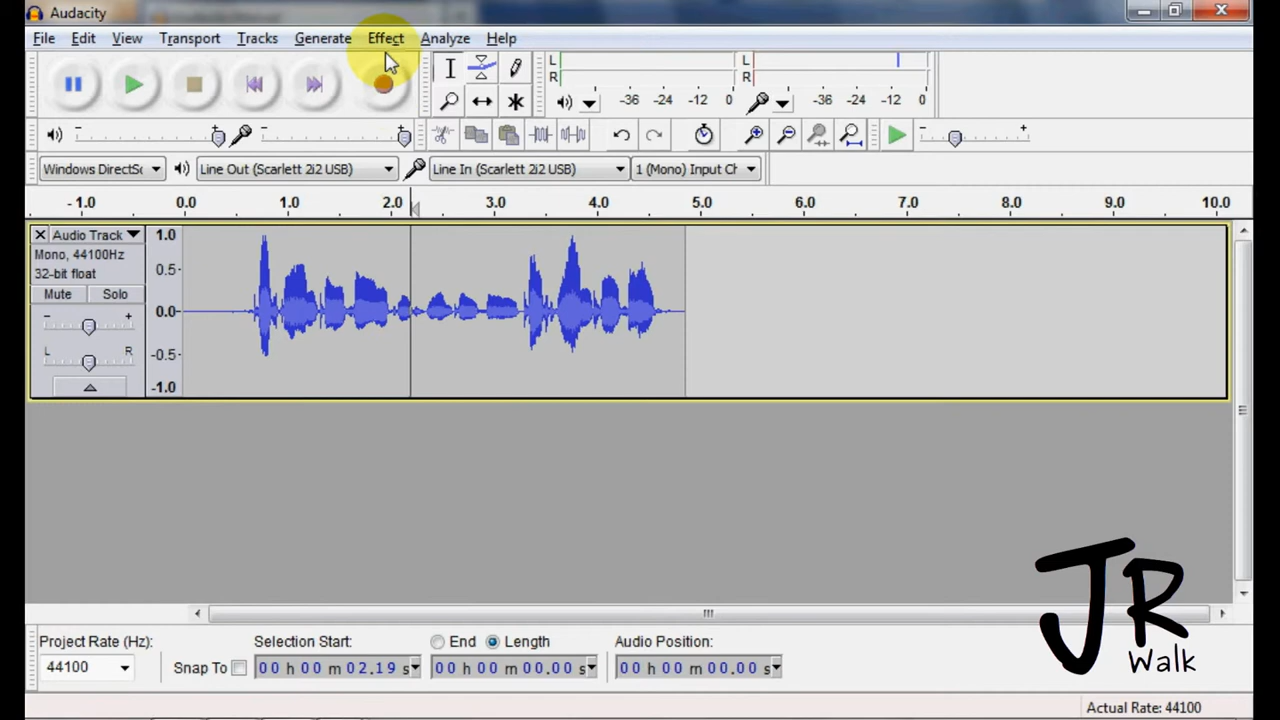 Audacity
File Edit View Transport Tracks Generate Effect Analyze Help
L
R
-36 -24 -12 0
L
R
-36 -24 -12 0
- +
Windows DirectSo Line Out (Scarlett 2i2 USB) Line In (Scarlett 2i2 USB) 1 (Mono) Input Ch
- 1.0 0.0 1.0 2.0 3.0 4.0 5.0 6.0 7.0 8.0 9.0 10.0
X Audio Track
Mono, 44100Hz
32-bit float
Mute Solo
- +
L R
1.0
0.5-
0.0-
-0.5-
-1.0
JR
Walk
Project Rate (Hz): Selection Start: End Length Audio Position:
44100 Snap To 00 h 00 m 02.19 s 00 h 00 m 00.00 s 00 h 00 m 00.00 s
Actual Rate: 44100